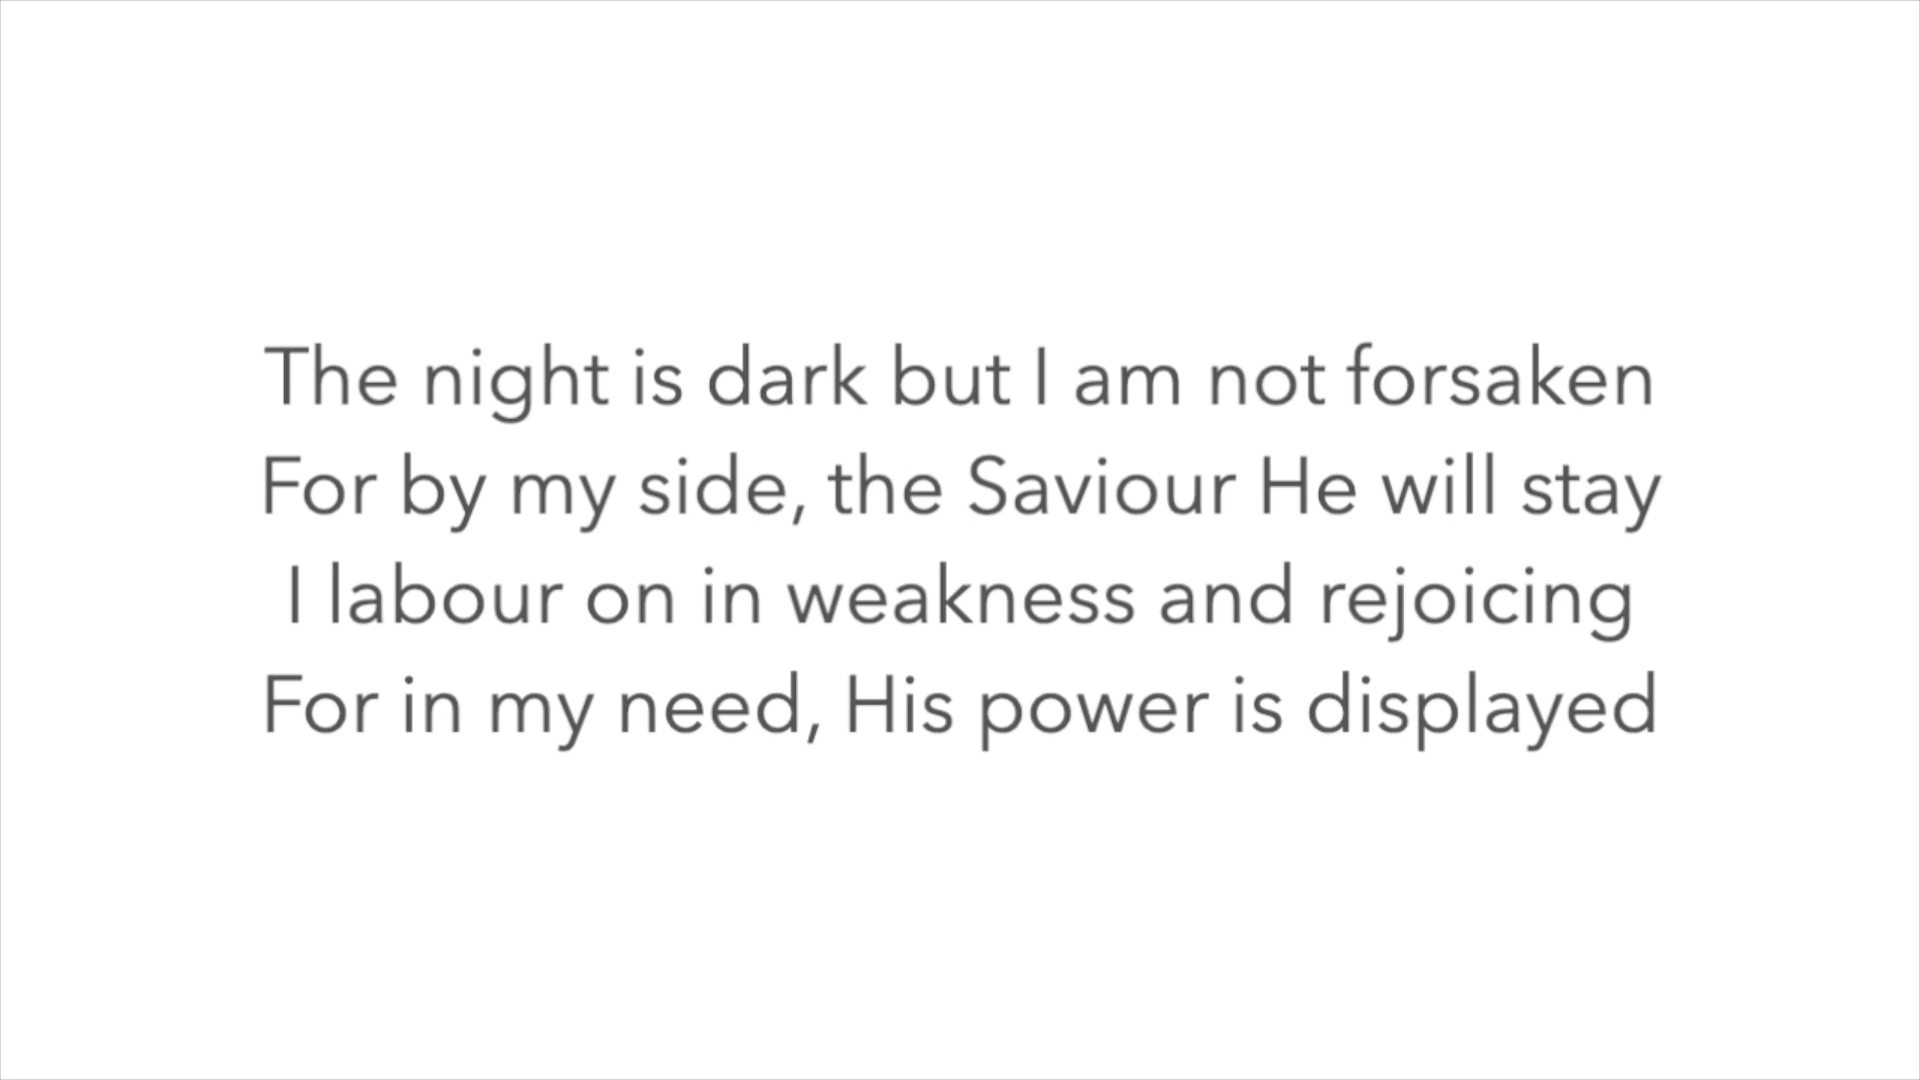 The night is dark but I am not forsaken
For by my side, the Saviour He will stay
I labour on in weakness and rejoicing
For in my need, His power is displayed